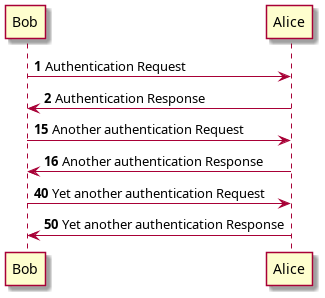 Bob Alice
1 Authentication Request
2 Authentication Response
15 Another authentication Request
16 Another authentication Response
40 Yet another authentication Request
50 Yet another authentication Response
Bob Alice